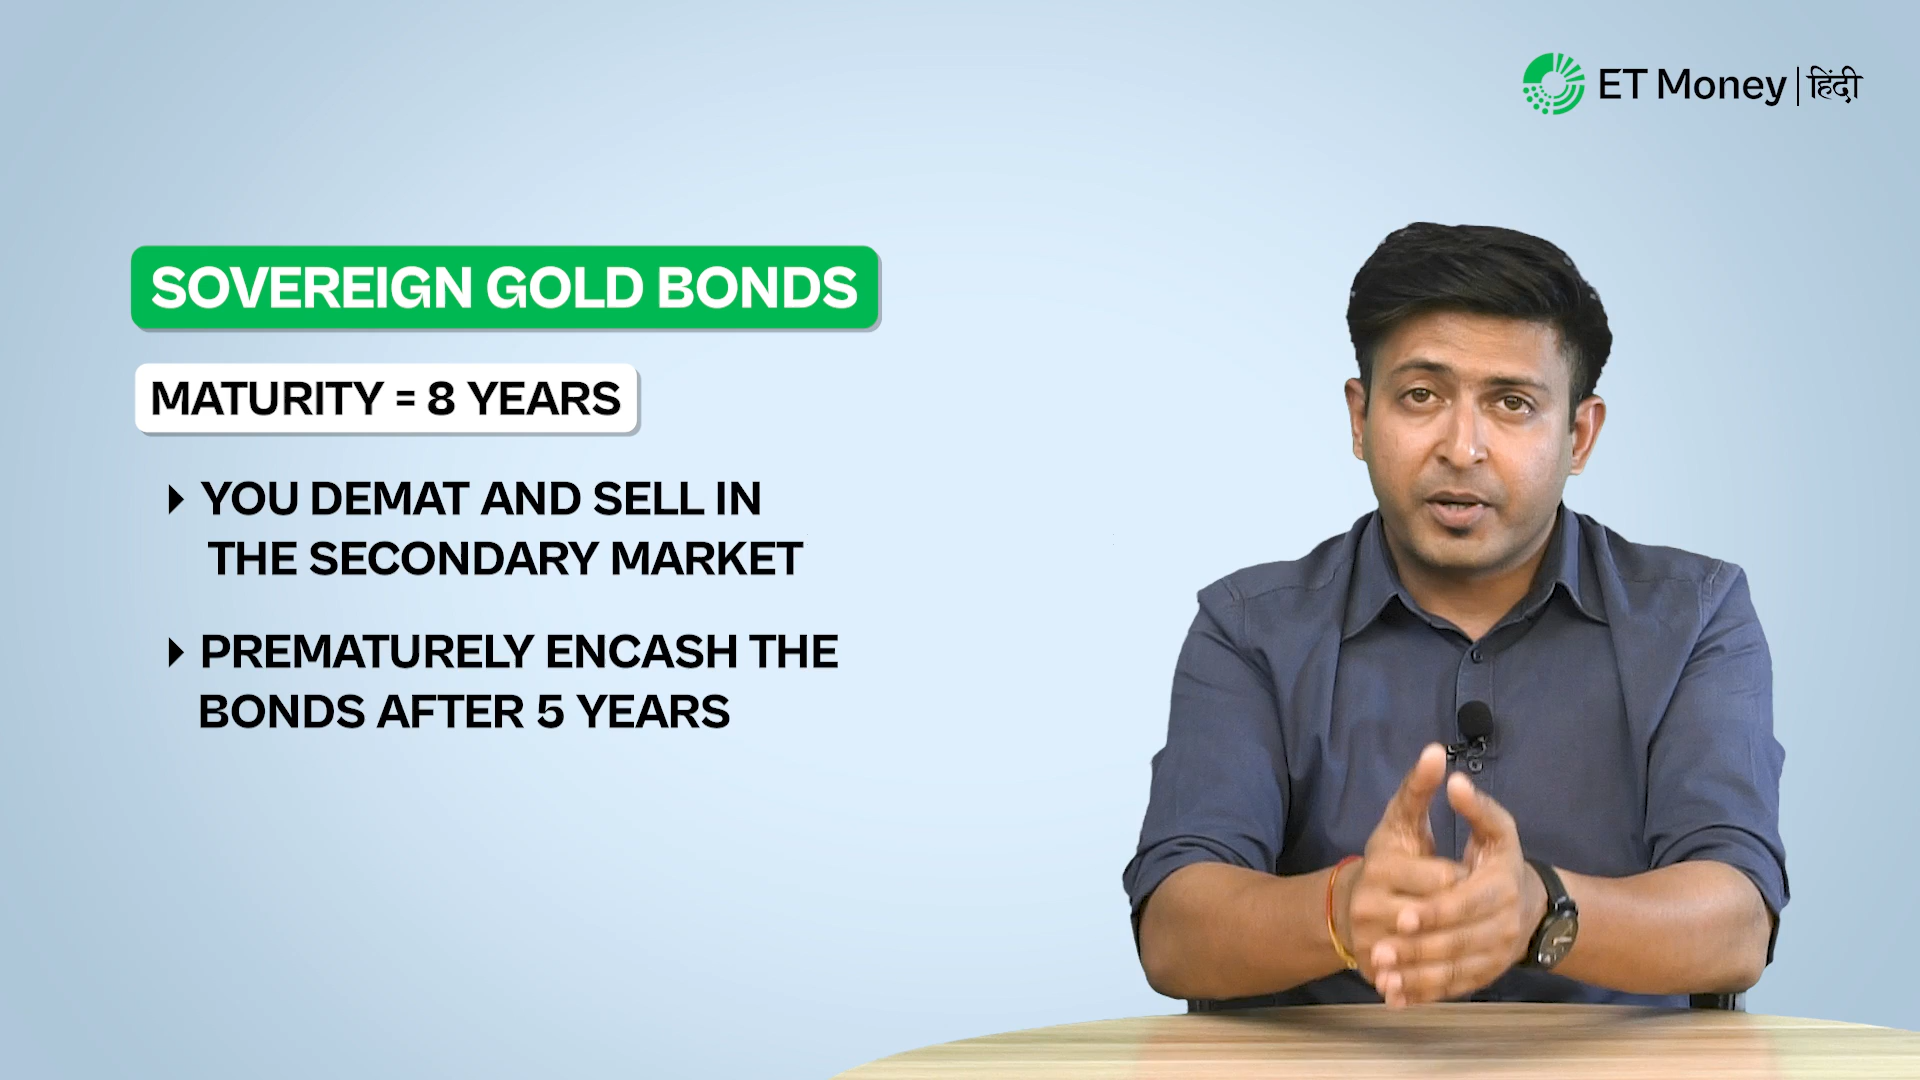 ET Money | हिंदी
SOVEREIGN GOLD BONDS
MATURITY = 8 YEARS
YOU DEMAT AND SELL IN
THE SECONDARY MARKET
PREMATURELY ENCASH THE
BONDS AFTER 5 YEARS